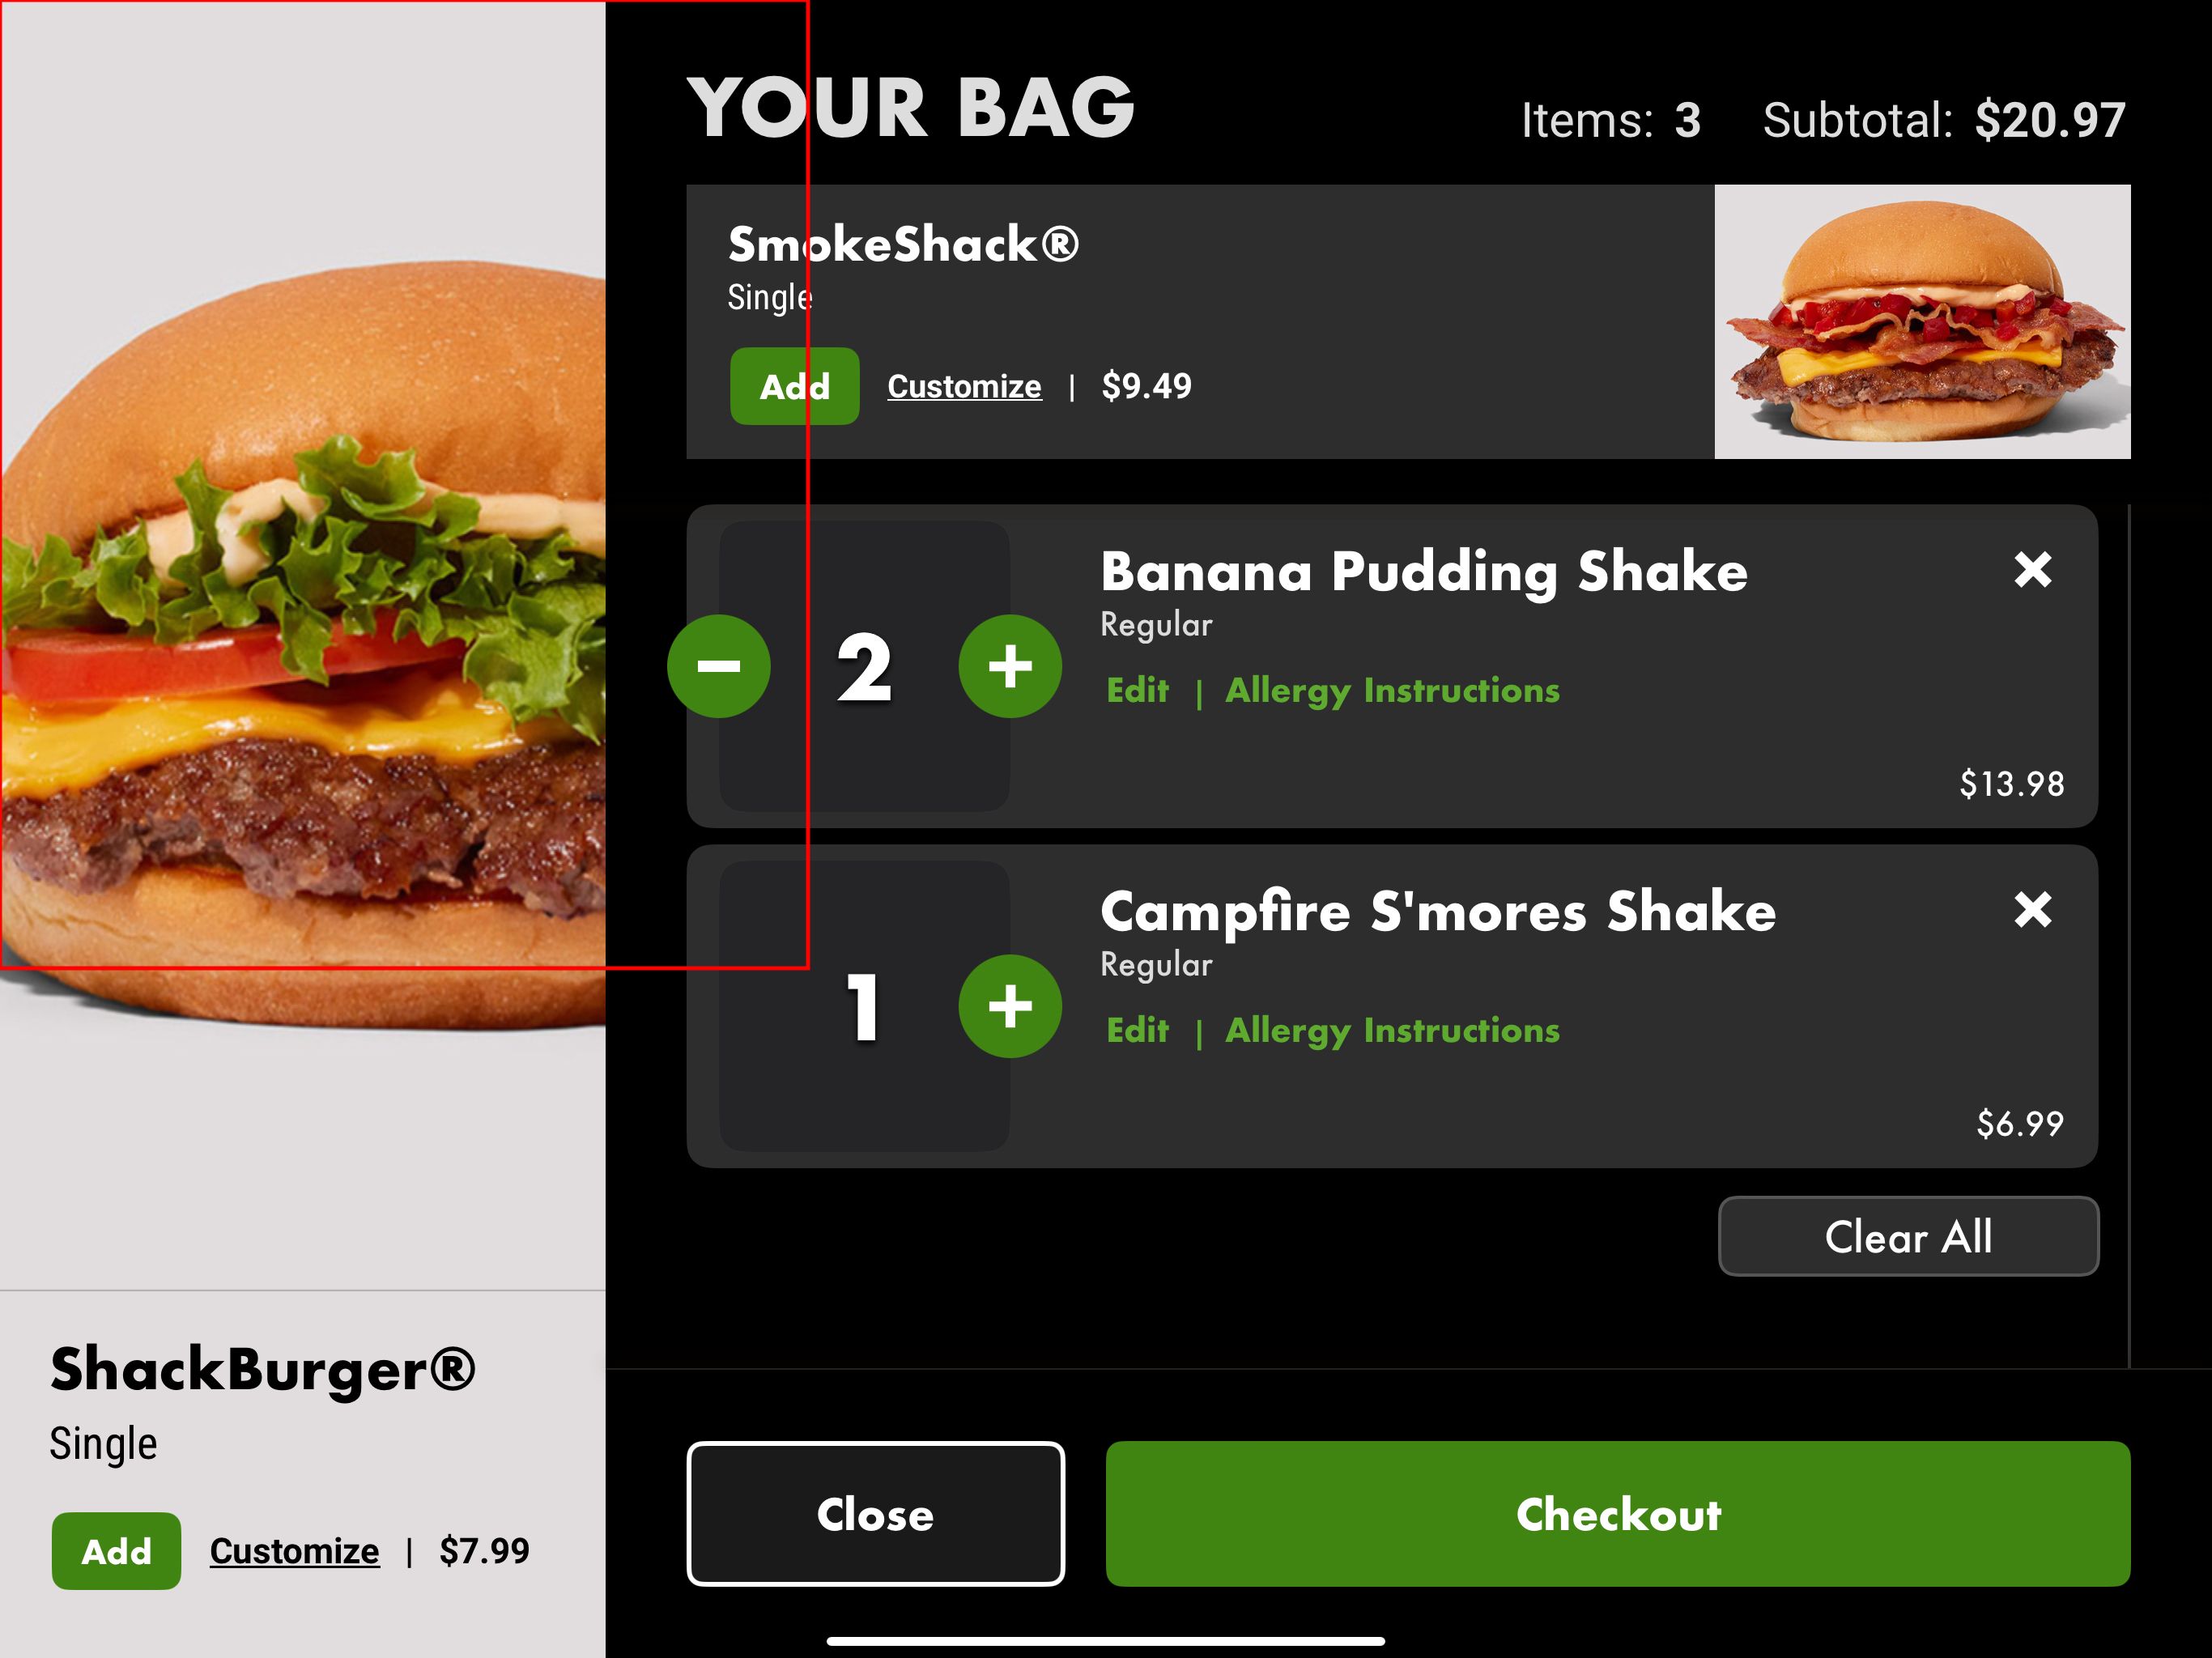 YOUR BAG
Items: 3 Subtotal: $20.97
SmokeShack®
Single
Add Customize | $9.49
Banana Pudding Shake
Regular
2
Edit | Allergy Instructions
$13.98
Campfire S'mores Shake
Regular
1
Edit | Allergy Instructions
$6.99
Clear All
ShackBurger®
Single
Add Customize | $7.99
Close
Checkout